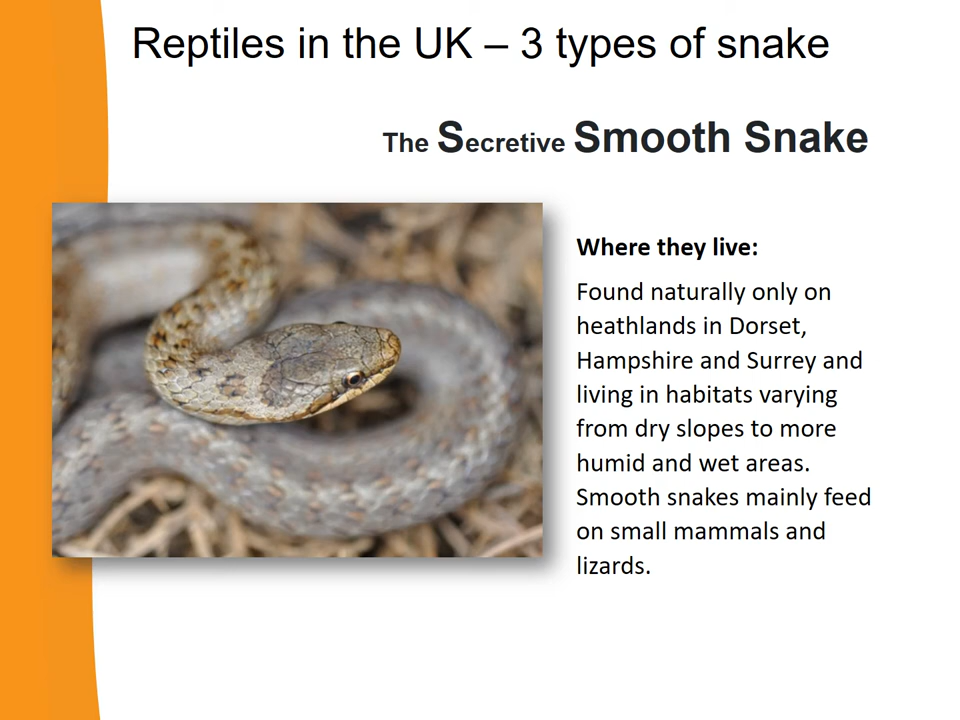 Reptiles in the UK – 3 types of snake
The Secretive Smooth Snake
Where they live:
Found naturally only on
heathlands in Dorset,
Hampshire and Surrey and
living in habitats varying
from dry slopes to more
humid and wet areas.
Smooth snakes mainly feed
on small mammals and
lizards.